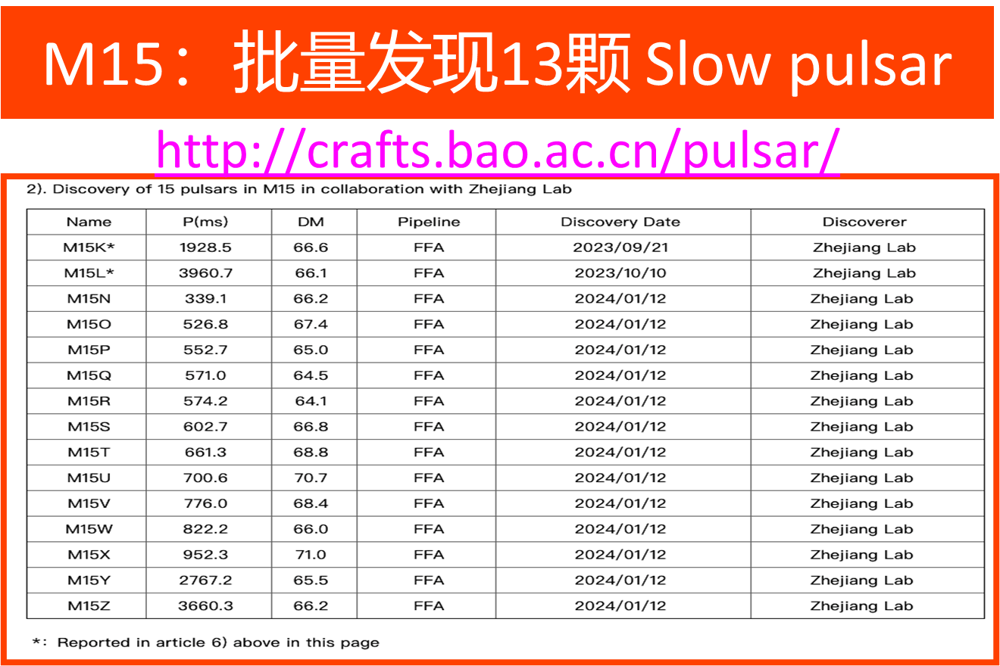 M15：批量发现13颗 Slow pulsar
http://crafts.bao.ac.cn/pulsar/
2). Discovery of 15 pulsars in M15 in collaboration with Zhejiang Lab
Name P(ms) DM Pipeline Discovery Date Discoverer
M15K* 1928.5 66.6 FFA 2023/09/21 Zhejiang Lab
M15L* 3960.7 66.1 FFA 2023/10/10 Zhejiang Lab
M15N 339.1 66.2 FFA 2024/01/12 Zhejiang Lab
M15O 526.8 67.4 FFA 2024/01/12 Zhejiang Lab
M15P 552.7 65.0 FFA 2024/01/12 Zhejiang Lab
M15Q 571.0 64.5 FFA 2024/01/12 Zhejiang Lab
M15R 574.2 64.1 FFA 2024/01/12 Zhejiang Lab
M15S 602.7 66.8 FFA 2024/01/12 Zhejiang Lab
M15T 661.3 68.8 FFA 2024/01/12 Zhejiang Lab
M15U 700.6 70.7 FFA 2024/01/12 Zhejiang Lab
M15V 776.0 68.4 FFA 2024/01/12 Zhejiang Lab
M15W 822.2 66.0 FFA 2024/01/12 Zhejiang Lab
M15X 952.3 71.0 FFA 2024/01/12 Zhejiang Lab
M15Y 2767.2 65.5 FFA 2024/01/12 Zhejiang Lab
M15Z 3660.3 66.2 FFA 2024/01/12 Zhejiang Lab
*: Reported in article 6) above in this page